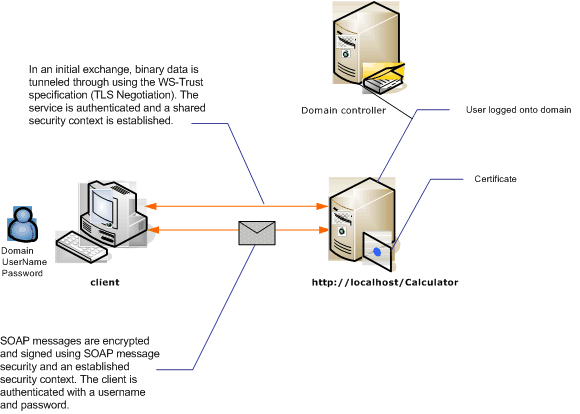 In an initial exchange, binary data is
tunneled through using the WS-Trust
specification (TLS Negotiation). The
service is authenticated and a shared
security context is established.
Domain controller
User logged onto domain
Certificate
Domain
UserName
Password
client
http://localhost/Calculator
SOAP messages are encrypted
and signed using SOAP message
security and an established
security context. The client is
authenticated with a username
and password.